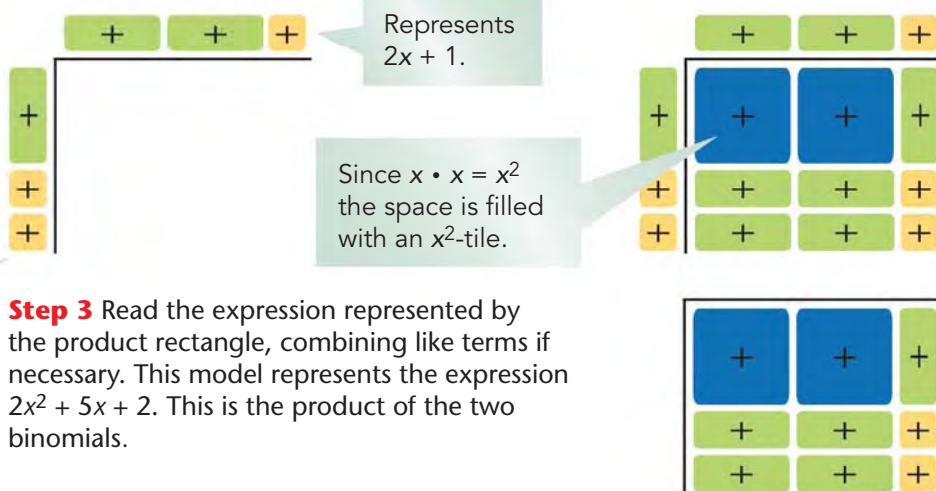 + + +
Represents
2x + 1.
+ + +
+
+
+
+
+
+
+ + +
+ + +
+ + +
Since x • x = x²
the space is filled
with an x²-tile.
Step 3 Read the expression represented by
the product rectangle, combining like terms if
necessary. This model represents the expression
2x² + 5x + 2. This is the product of the two
binomials.
+ + +
+ + +
+ + +